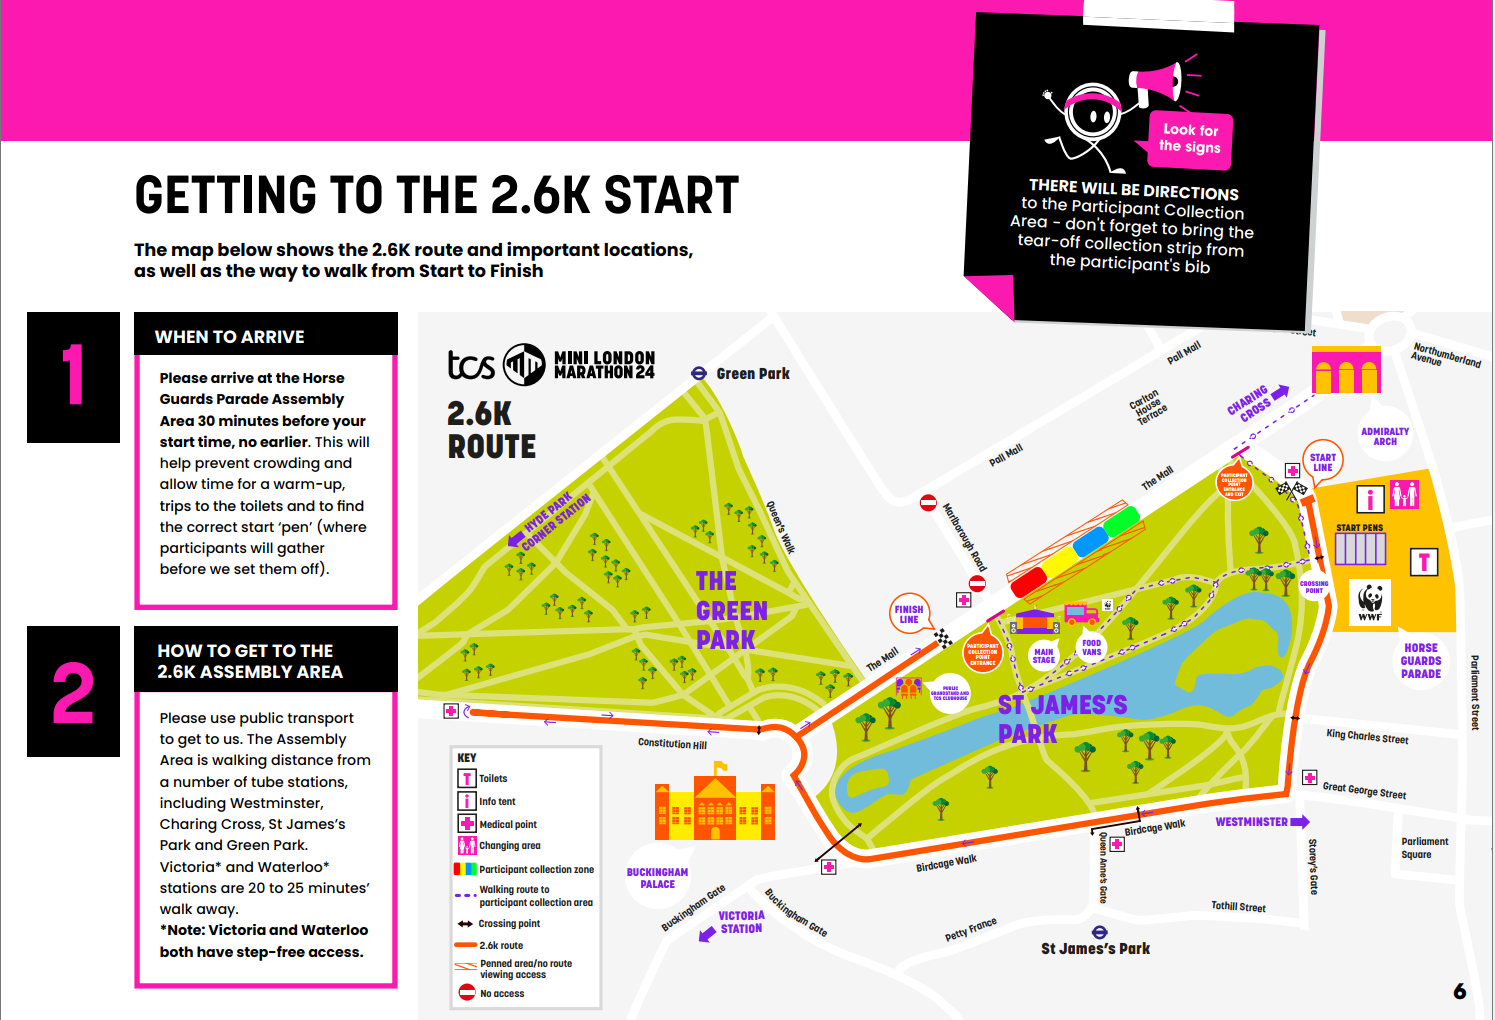 Look for
the signs
THERE WILL BE DIRECTIONS
to the Participant Collection
Area - don't forget to bring the
tear-off collection strip from
the participant's bib
GETTING TO THE 2.6K START
The map below shows the 2.6K route and important locations,
as well as the way to walk from Start to Finish
1
WHEN TO ARRIVE
Please arrive at the Horse
Guards Parade Assembly
Area 30 minutes before your
start time, no earlier. This will
help prevent crowding and
allow time for a warm-up,
trips to the toilets and to find
the correct start ‘pen’ (where
participants will gather
before we set them off).
2
HOW TO GET TO THE
2.6K ASSEMBLY AREA
Please use public transport
to get to us. The Assembly
Area is walking distance from
a number of tube stations,
including Westminster,
Charing Cross, St James’s
Park and Green Park.
Victoria* and Waterloo*
stations are 20 to 25 minutes’
walk away.
*Note: Victoria and Waterloo
both have step-free access.
tcs
MINI LONDON
MARATHON 24
2.6K
ROUTE
Green Park
Pall Mall
Northumberland
Avenue
Carlton
House
Terrace
CHARING
CROSS
ADMIRALTY
ARCH
Pall Mall
The Mall
START
LINE
PARTICIPANT
COLLECTION
POINT
ENTRANCE
AND EXIT
HYDE PARK
CORNER STATION
Queen's Walk
Marlborough Road
i
START PENS
T
WWF
CROSSING
POINT
THE
GREEN
PARK
FINISH
LINE
The Mall
PARTICIPANT
COLLECTION
POINT
ENTRANCE
MAIN
STAGE
FOOD
VANS
PUBLIC
GRANDSTAND AND
TCS CLUBHOUSE
HORSE
GUARDS
PARADE
ST JAMES’S
PARK
Parliament Street
King Charles Street
Great George Street
Constitution Hill
WESTMINSTER
Birdcage Walk
Birdcage Walk
Queen Anne's Gate
Storey's Gate
Parliament
Square
BUCKINGHAM
PALACE
Buckingham Gate
Buckingham Gate
VICTORIA
STATION
Petty France
Tothill Street
St James’s Park
KEY
T Toilets
i Info tent
Medical point
Changing area
Participant collection zone
Walking route to
participant collection area
Crossing point
2.6k route
Penned area/no route
viewing access
No access
6